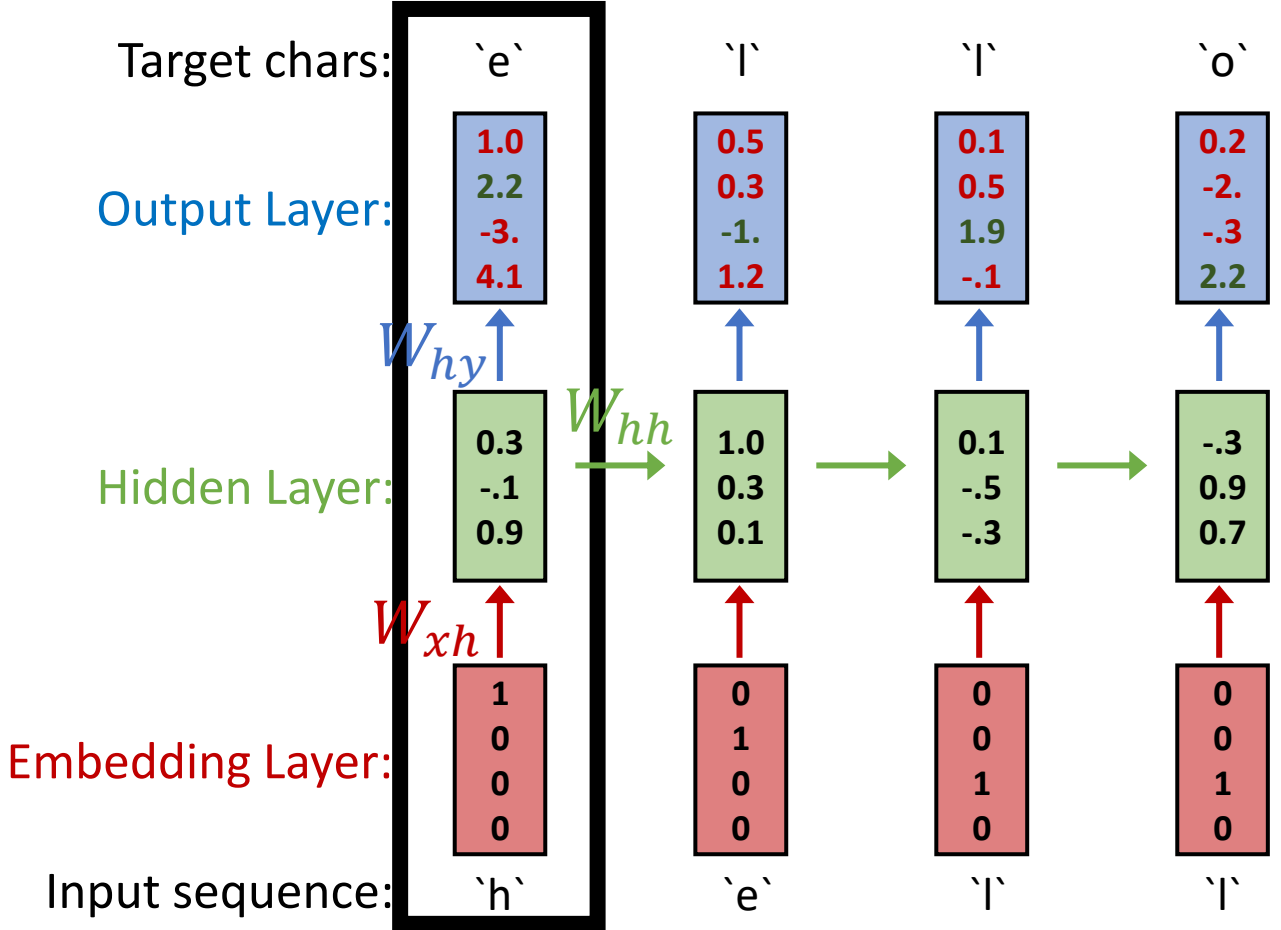 Target chars: `e` `l` `l` `o`
Output Layer:
1.0 0.5 0.1 0.2
2.2 0.3 0.5 -2.
-3. -1. 1.9 -.3
4.1 1.2 -.1 2.2
W_hy
W_hh
Hidden Layer:
0.3 1.0 0.1 -.3
-.1 0.3 -.5 0.9
0.9 0.1 -.3 0.7
W_xh
Embedding Layer:
1 0 0 0
0 1 0 0
0 0 1 1
0 0 0 0
Input sequence: `h` `e` `l` `l`